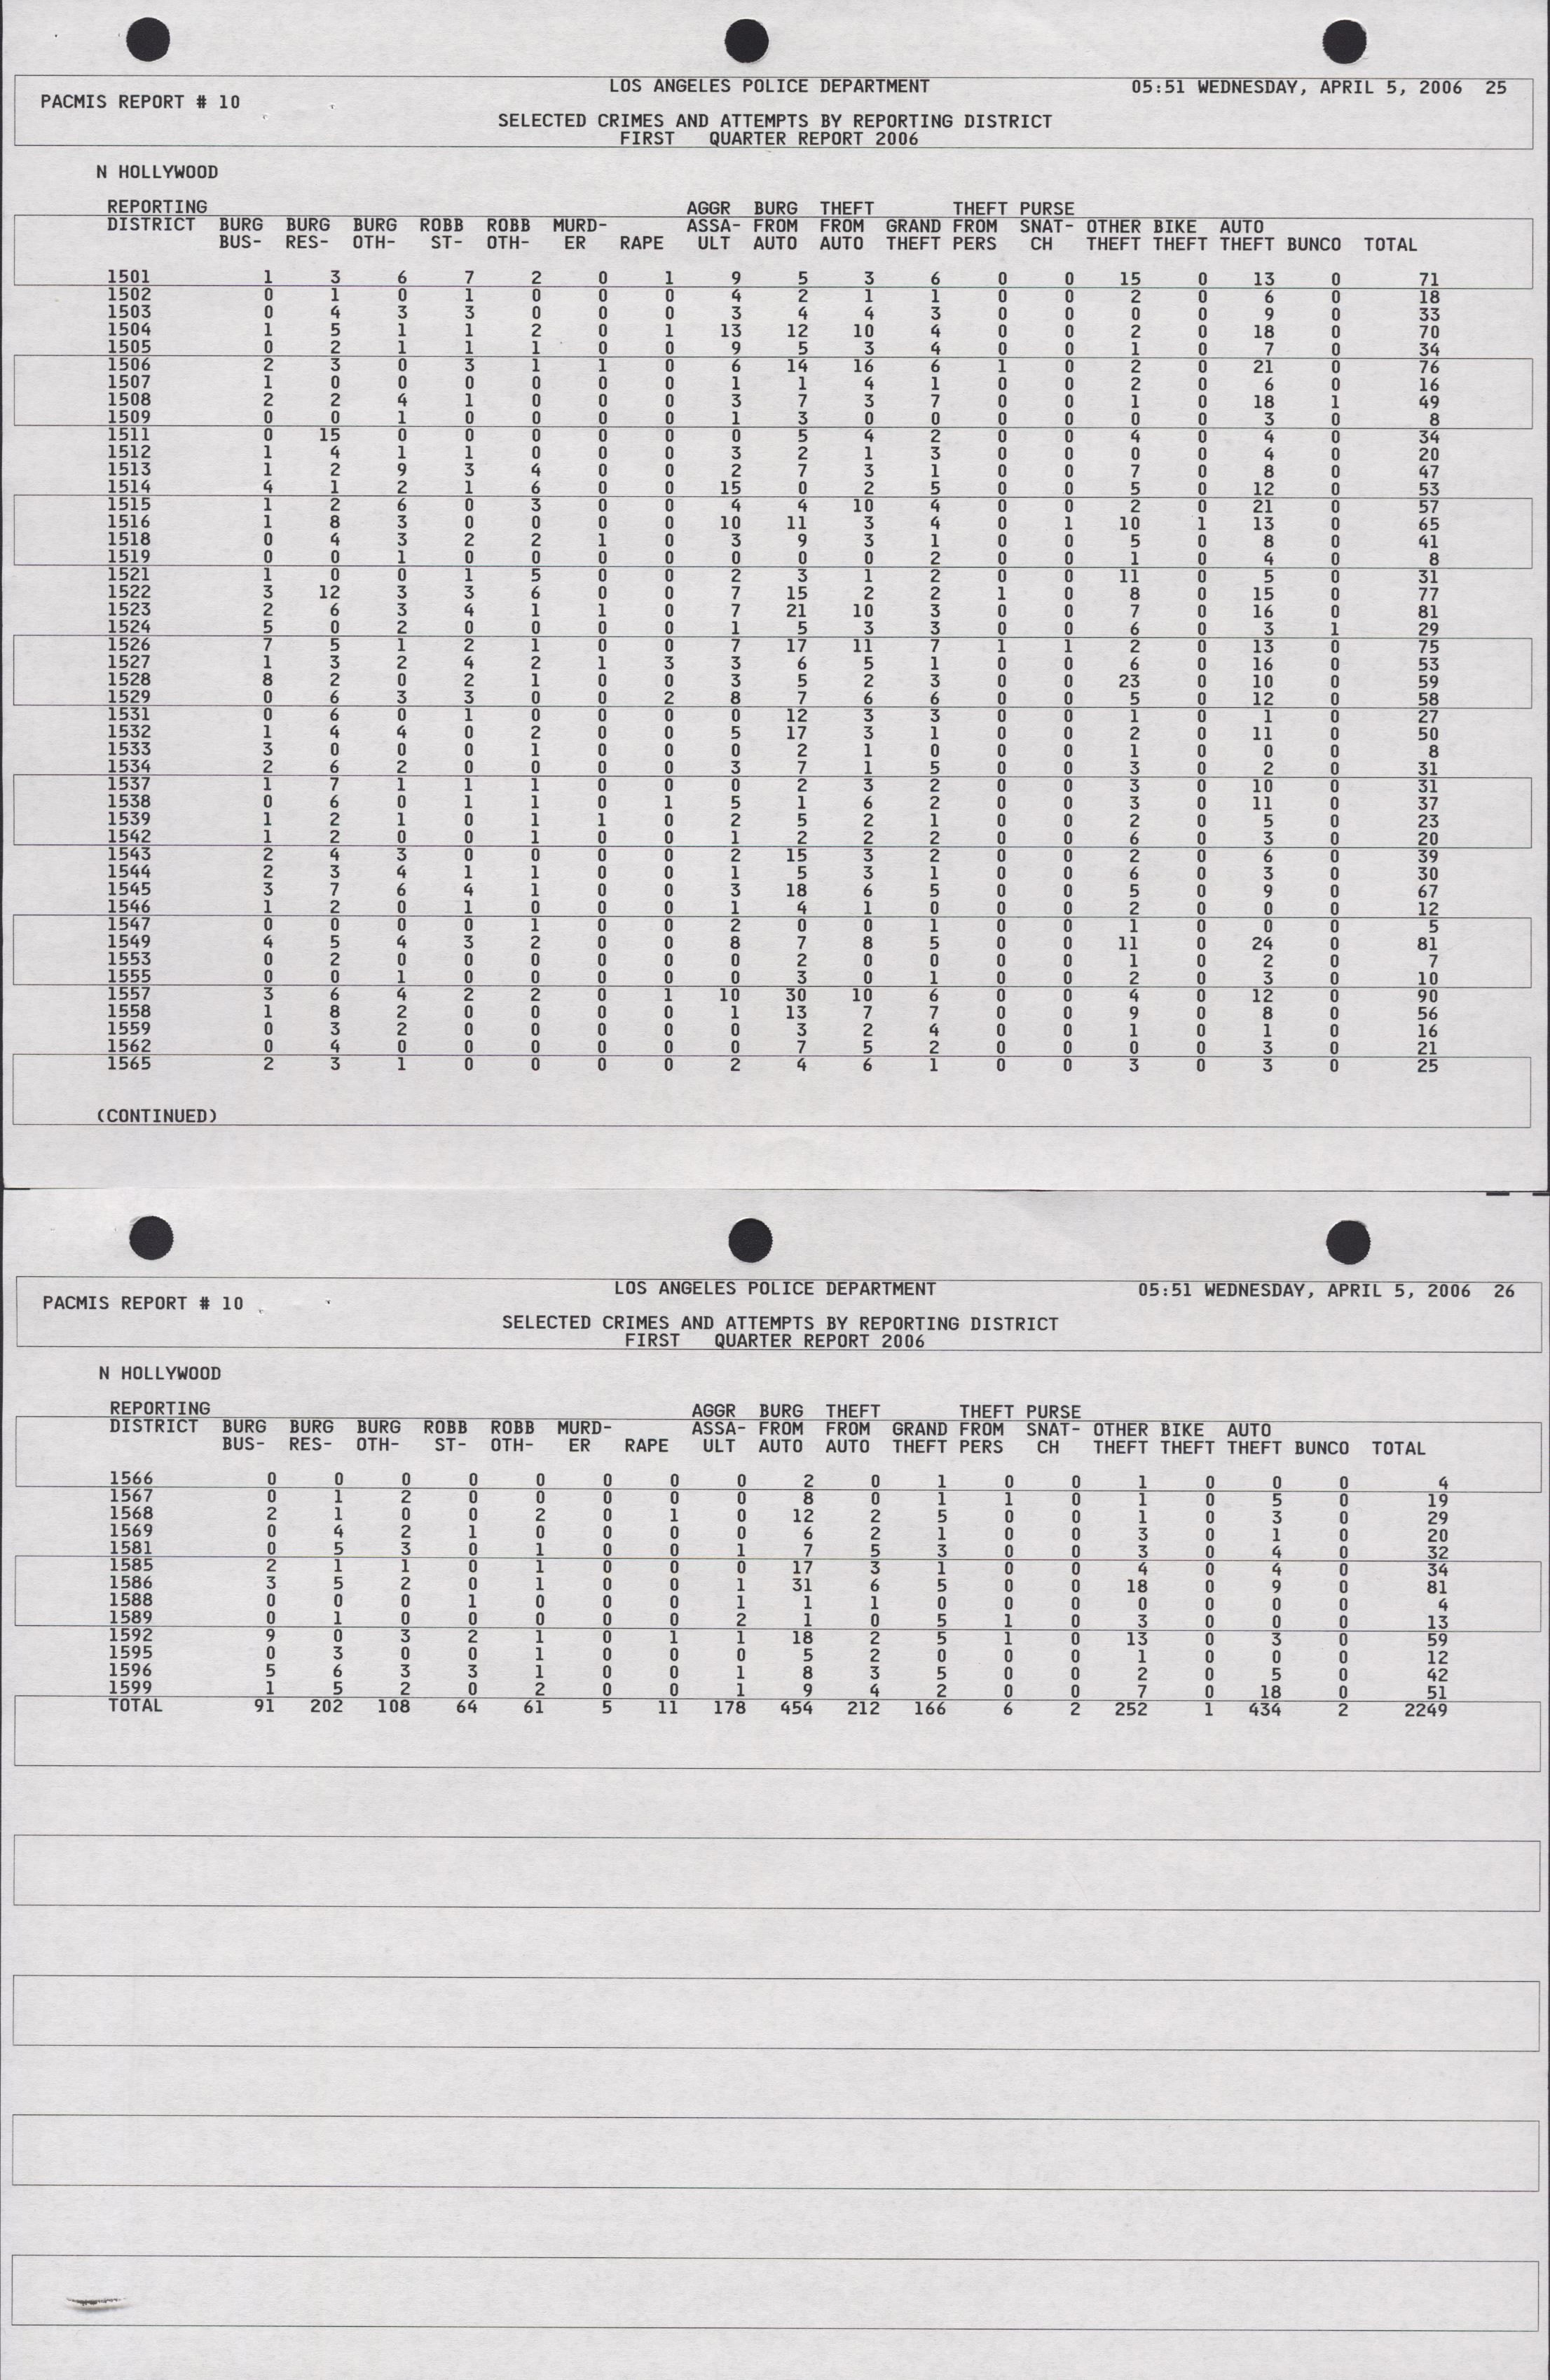 LOS ANGELES POLICE DEPARTMENT 05:51 WEDNESDAY, APRIL 5, 2006 25
PACMIS REPORT # 10
SELECTED CRIMES AND ATTEMPTS BY REPORTING DISTRICT
FIRST QUARTER REPORT 2006
N HOLLYWOOD
REPORTING AGGR BURG THEFT THEFT PURSE
DISTRICT BURG BURG BURG ROBB ROBB MURD- ASSA- FROM FROM GRAND FROM SNAT- OTHER BIKE AUTO
BUS- RES- OTH- ST- OTH- ER RAPE ULT AUTO AUTO THEFT PERS CH THEFT THEFT THEFT BUNCO TOTAL
1501 1 3 6 7 2 0 1 9 5 3 6 0 0 15 0 13 0 71
1502 0 1 0 1 0 0 0 4 2 1 1 0 0 2 0 6 0 18
1503 0 4 3 3 0 0 0 3 4 4 3 0 0 0 0 9 0 33
1504 1 5 1 1 2 0 1 13 12 10 4 0 0 2 0 18 0 70
1505 0 2 1 1 1 0 0 9 5 3 4 0 0 1 0 7 0 34
1506 2 3 0 3 1 1 0 6 14 16 6 1 0 2 0 21 0 76
1507 1 0 0 0 0 0 0 1 1 4 1 0 0 2 0 6 0 16
1508 2 2 4 1 0 0 0 3 7 3 7 0 0 1 0 18 1 49
1509 0 0 1 0 0 0 0 1 3 0 0 0 0 0 0 3 0 8
1511 0 15 0 0 0 0 0 0 5 4 2 0 0 4 0 4 0 34
1512 1 4 1 1 0 0 0 3 2 1 3 0 0 0 0 4 0 20
1513 1 2 9 3 4 0 0 2 7 3 1 0 0 7 0 8 0 47
1514 4 1 2 1 6 0 0 15 0 2 5 0 0 5 0 12 0 53
1515 1 2 6 0 3 0 0 4 4 10 4 0 0 2 0 21 0 57
1516 1 8 3 0 0 0 0 10 11 3 4 0 1 10 1 13 0 65
1518 0 4 3 2 2 1 0 3 9 3 1 0 0 5 0 8 0 41
1519 0 0 1 0 0 0 0 0 0 0 2 0 0 1 0 4 0 8
1521 1 0 0 1 5 0 0 2 3 1 2 0 0 11 0 5 0 31
1522 3 12 3 3 6 0 0 7 15 2 2 1 0 8 0 15 0 77
1523 2 6 3 4 1 1 0 7 21 10 3 0 0 7 0 16 0 81
1524 5 0 2 0 0 0 0 1 5 3 3 0 0 6 0 3 1 29
1526 7 5 1 2 1 0 0 7 17 11 7 1 1 2 0 13 0 75
1527 1 3 2 4 2 1 3 3 6 5 1 0 0 6 0 16 0 53
1528 8 2 0 2 1 0 0 3 5 2 3 0 0 23 0 10 0 59
1529 0 6 3 3 0 0 2 8 7 6 6 0 0 5 0 12 0 58
1531 0 6 0 1 0 0 0 0 12 3 3 0 0 1 0 1 0 27
1532 1 4 4 0 2 0 0 5 17 3 1 0 0 2 0 11 0 50
1533 3 0 0 0 1 0 0 0 2 1 0 0 0 1 0 0 0 8
1534 2 6 2 0 0 0 0 3 7 1 5 0 0 3 0 2 0 31
1537 1 7 1 1 1 0 0 0 2 3 2 0 0 3 0 10 0 31
1538 0 6 0 1 1 0 1 5 1 6 2 0 0 3 0 11 0 37
1539 1 2 1 0 1 1 0 2 5 2 1 0 0 2 0 5 0 23
1542 1 2 0 0 1 0 0 1 2 2 2 0 0 6 0 3 0 20
1543 2 4 3 0 0 0 0 2 15 3 2 0 0 2 0 6 0 39
1544 2 3 4 1 1 0 0 1 5 3 1 0 0 6 0 3 0 30
1545 3 7 6 4 1 0 0 3 18 6 5 0 0 5 0 9 0 67
1546 1 2 0 1 0 0 0 1 4 1 0 0 0 2 0 0 0 12
1547 0 0 0 0 1 0 0 2 0 0 1 0 0 1 0 0 0 5
1549 4 5 4 3 2 0 0 8 7 8 5 0 0 11 0 24 0 81
1553 0 2 0 0 0 0 0 0 2 0 0 0 0 1 0 2 0 7
1555 0 0 1 0 0 0 0 0 3 0 1 0 0 2 0 3 0 10
1557 3 6 4 2 2 0 1 10 30 10 6 0 0 4 0 12 0 90
1558 1 8 2 0 0 0 0 1 13 7 7 0 0 9 0 8 0 56
1559 0 3 2 0 0 0 0 0 3 2 4 0 0 1 0 1 0 16
1562 0 4 0 0 0 0 0 0 7 5 2 0 0 0 0 3 0 21
1565 2 3 1 0 0 0 0 2 4 6 1 0 0 3 0 3 0 25
(CONTINUED)
LOS ANGELES POLICE DEPARTMENT 05:51 WEDNESDAY, APRIL 5, 2006 26
PACMIS REPORT # 10
SELECTED CRIMES AND ATTEMPTS BY REPORTING DISTRICT
FIRST QUARTER REPORT 2006
N HOLLYWOOD
REPORTING AGGR BURG THEFT THEFT PURSE
DISTRICT BURG BURG BURG ROBB ROBB MURD- ASSA- FROM FROM GRAND FROM SNAT- OTHER BIKE AUTO
BUS- RES- OTH- ST- OTH- ER RAPE ULT AUTO AUTO THEFT PERS CH THEFT THEFT THEFT BUNCO TOTAL
1566 0 0 0 0 0 0 0 0 2 0 1 0 0 1 0 0 0 4
1567 0 1 2 0 0 0 0 0 8 0 1 1 0 1 0 5 0 19
1568 2 1 0 0 2 0 1 0 12 2 5 0 0 1 0 3 0 29
1569 0 4 2 1 0 0 0 0 6 2 1 0 0 3 0 1 0 20
1581 0 5 3 0 1 0 0 1 7 5 3 0 0 3 0 4 0 32
1585 2 1 1 0 1 0 0 0 17 3 1 0 0 4 0 4 0 34
1586 3 5 2 0 1 0 0 1 31 6 5 0 0 18 0 9 0 81
1588 0 0 0 1 0 0 0 1 1 1 0 0 0 0 0 0 0 4
1589 0 1 0 0 0 0 0 2 1 0 5 1 0 3 0 0 0 13
1592 9 0 3 2 1 0 1 1 18 2 5 1 0 13 0 3 0 59
1595 0 3 0 0 1 0 0 0 5 2 0 0 0 1 0 0 0 12
1596 5 6 3 3 1 0 0 1 8 3 5 0 0 2 0 5 0 42
1599 1 5 2 0 2 0 0 1 9 4 2 0 0 7 0 18 0 51
TOTAL 91 202 108 64 61 5 11 178 454 212 166 6 2 252 1 434 2 2249